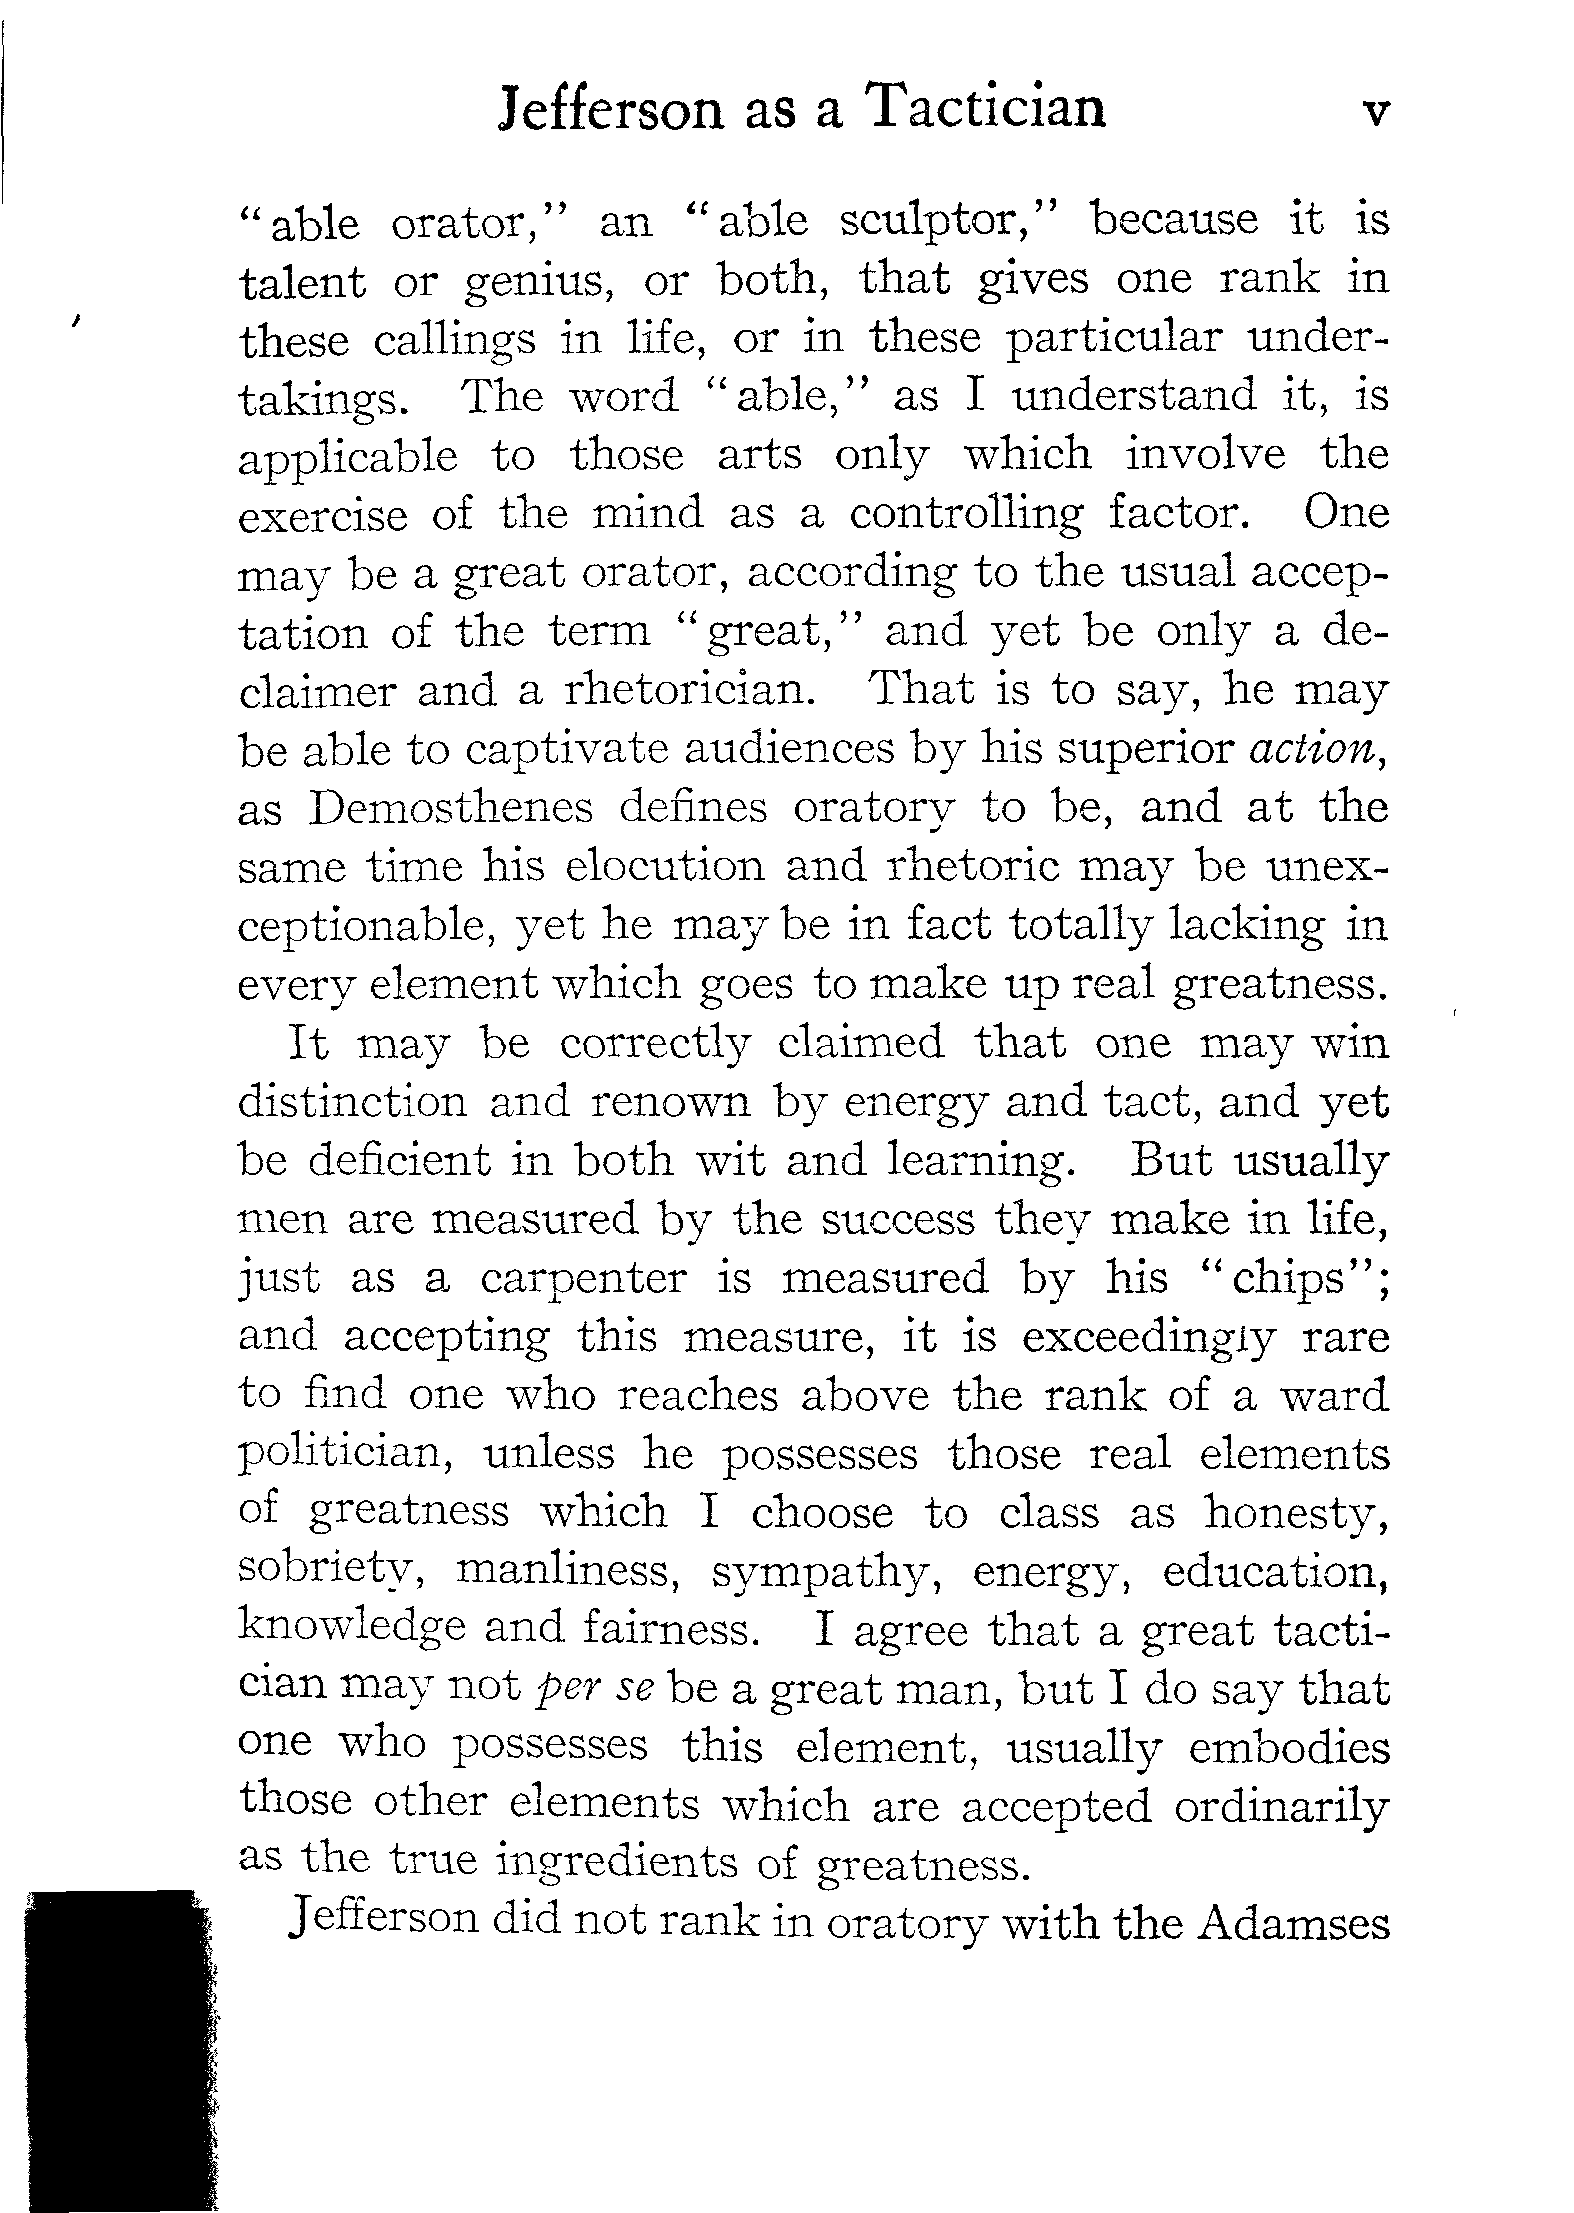 Jefferson as a Tactician v
“able orator,” an “able sculptor,” because it is
talent or genius, or both, that gives one rank in
these callings in life, or in these particular under-
takings. The word “able,” as I understand it, is
applicable to those arts only which involve the
exercise of the mind as a controlling factor. One
may be a great orator, according to the usual accep-
tation of the term “great,” and yet be only a de-
claimer and a rhetorician. That is to say, he may
be able to captivate audiences by his superior action,
as Demosthenes defines oratory to be, and at the
same time his elocution and rhetoric may be unex-
ceptionable, yet he may be in fact totally lacking in
every element which goes to make up real greatness.
It may be correctly claimed that one may win
distinction and renown by energy and tact, and yet
be deficient in both wit and learning. But usually
men are measured by the success they make in life,
just as a carpenter is measured by his “chips”;
and accepting this measure, it is exceedingly rare
to find one who reaches above the rank of a ward
politician, unless he possesses those real elements
of greatness which I choose to class as honesty,
sobriety, manliness, sympathy, energy, education,
knowledge and fairness. I agree that a great tacti-
cian may not per se be a great man, but I do say that
one who possesses this element, usually embodies
those other elements which are accepted ordinarily
as the true ingredients of greatness.
Jefferson did not rank in oratory with the Adamses